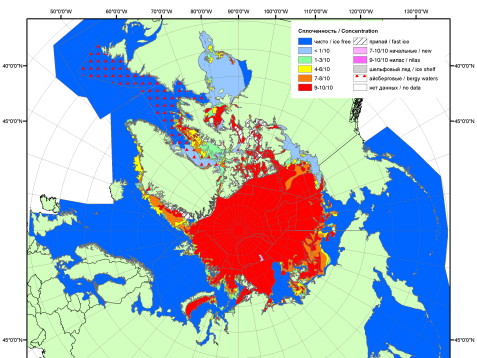 50°0'0"W 60°0'0"W 70°0'0"W 80°0'0"W 90°0'0"W 100°0'0"W 110°0'0"W 120°0'0"W 130°0'0"W
Сплоченность / Concentration
чисто / ice free
припай / fast ice
< 1/10
7-10/10 начальные / new
1-3/10
9-10/10 нилас / nilas
4-6/10
шельфовый лед / ice shelf
7-8/10
айсберговые / bergy waters
9-10/10
нет данных / no data
40°0'0"N
40°0'0"N
45°0'0"N
45°0'0"N
45°0'0"N
45°0'0"N